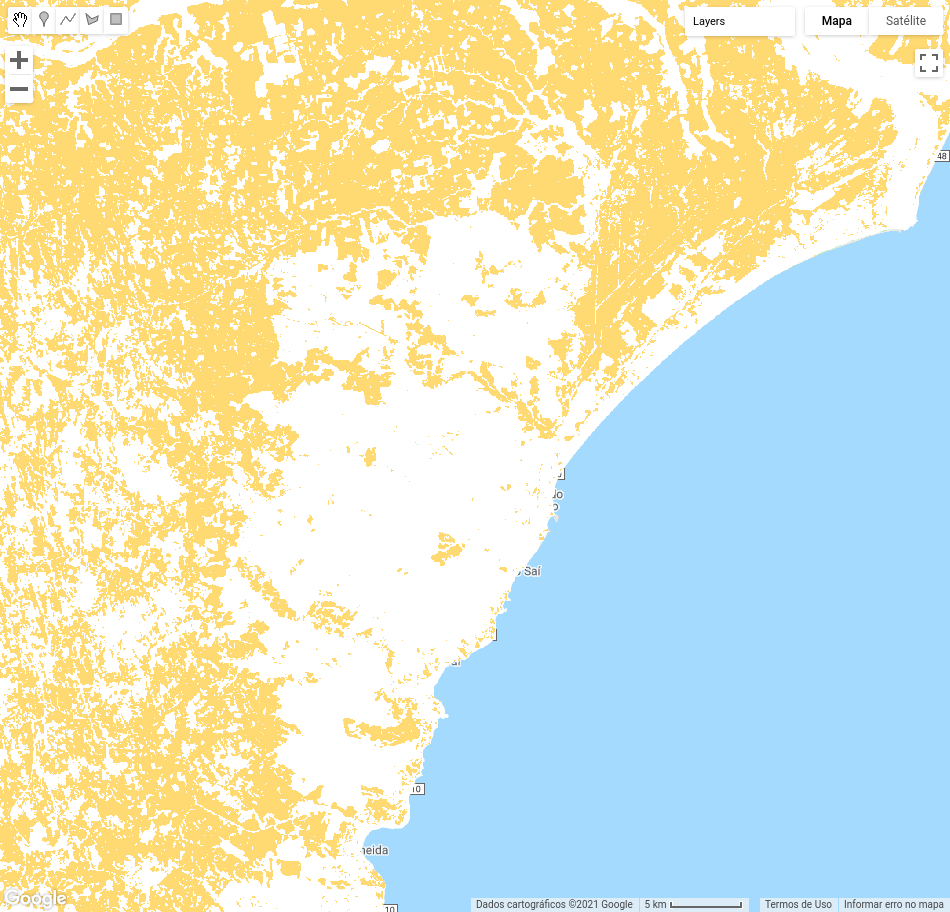 Layers
Mapa
Satélite
48
Saí
10
10
Google
Dados cartográficos ©2021 Google
5 km
Termos de Uso
Informar erro no mapa